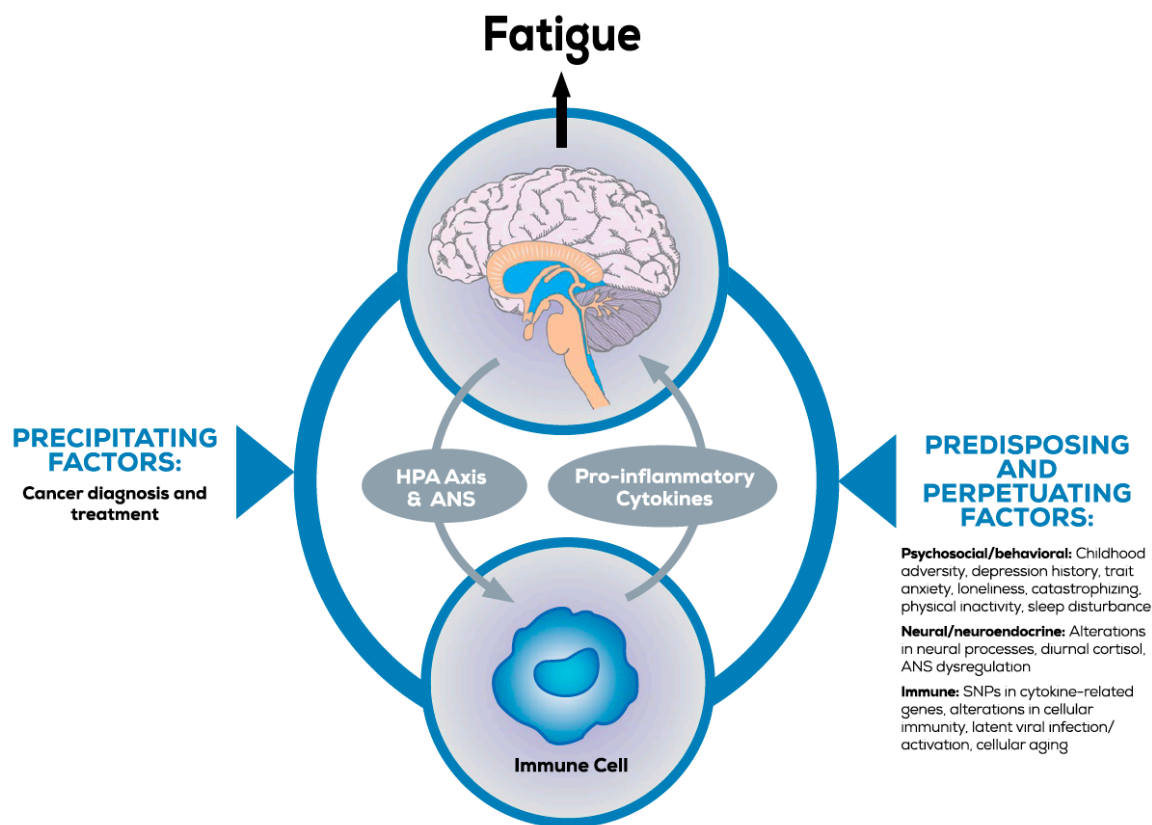 Fatigue
PRECIPITATING
FACTORS:
Cancer diagnosis and
treatment
HPA Axis
& ANS
Pro-inflammatory
Cytokines
Immune Cell
PREDISPOSING
AND
PERPETUATING
FACTORS:
Psychosocial/behavioral: Childhood
adversity, depression history, trait
anxiety, loneliness, catastrophizing,
physical inactivity, sleep disturbance
Neural/neuroendocrine: Alterations
in neural processes, diurnal cortisol,
ANS dysregulation
Immune: SNPs in cytokine-related
genes, alterations in cellular
immunity, latent viral infection/
activation, cellular aging